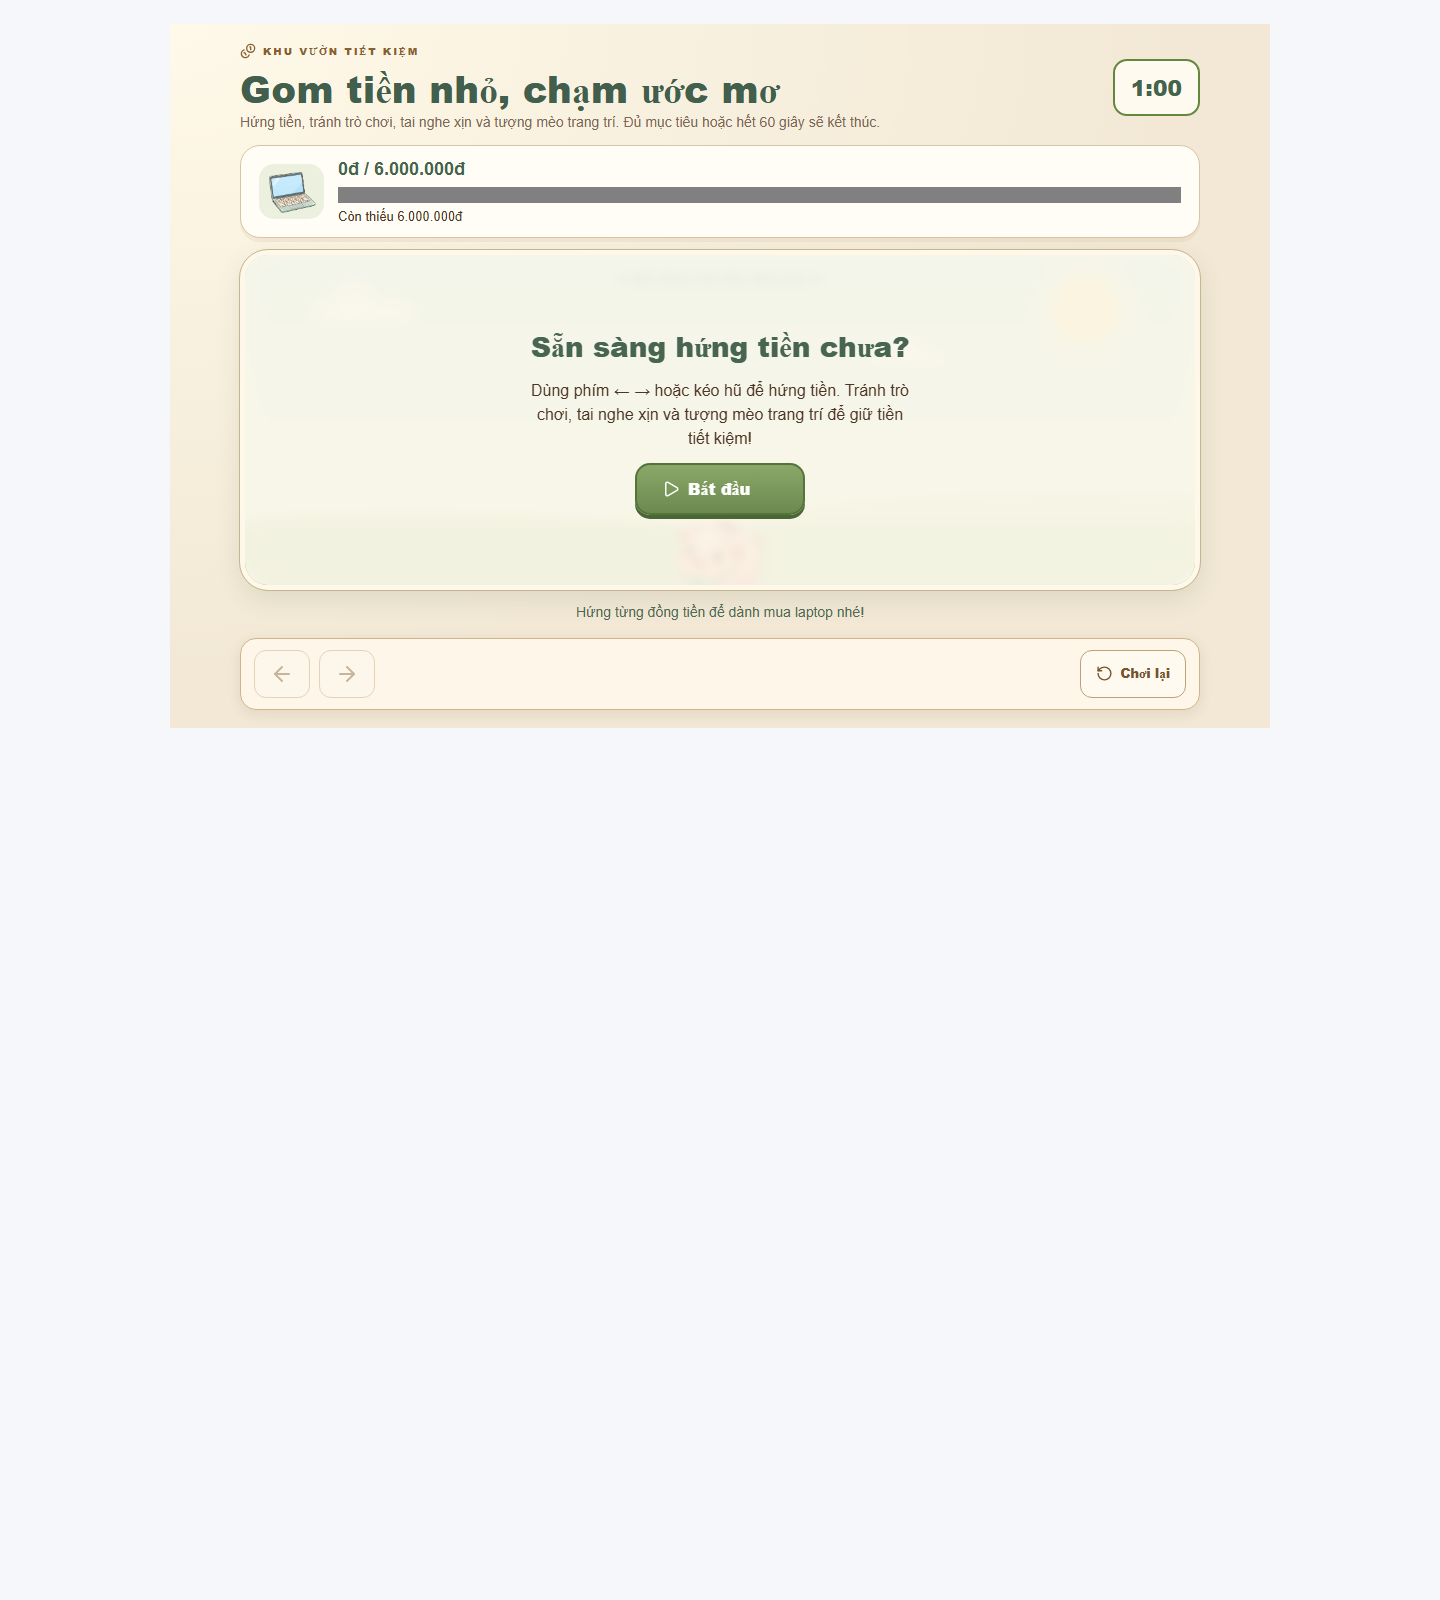 KHU VƯỜN TIẾT KIỆM
Gom tiền nhỏ, chạm ước mơ
1:00
Hứng tiền, tránh trò chơi, tai nghe xịn và tượng mèo trang trí. Đủ mục tiêu hoặc hết 60 giây sẽ kết thúc.
0đ / 6.000.000đ
Còn thiếu 6.000.000đ
Sẵn sàng hứng tiền chưa?
Dùng phím ← → hoặc kéo hũ để hứng tiền. Tránh trò
chơi, tai nghe xịn và tượng mèo trang trí để giữ tiền
tiết kiệm!
Bắt đầu
Hứng từng đồng tiền để dành mua laptop nhé!
Chơi lại